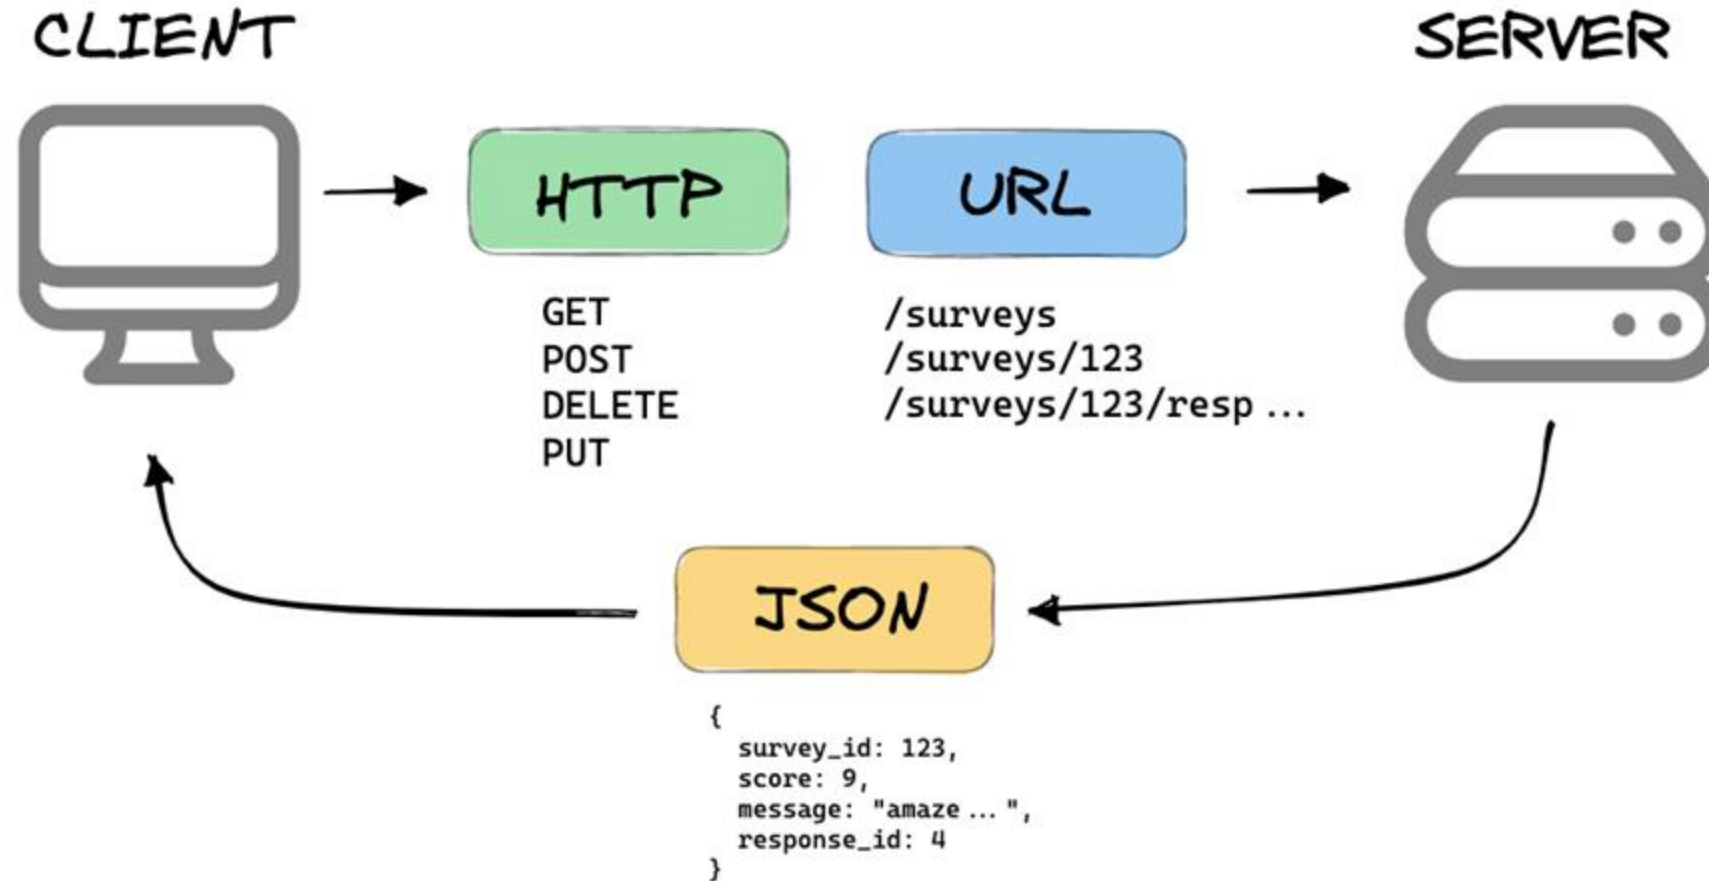 CLIENT
SERVER
HTTP
URL
GET
POST
DELETE
PUT
/surveys
/surveys/123
/surveys/123/resp ...
JSON
{
survey_id: 123,
score: 9,
message: "amaze ... ",
response_id: 4
}